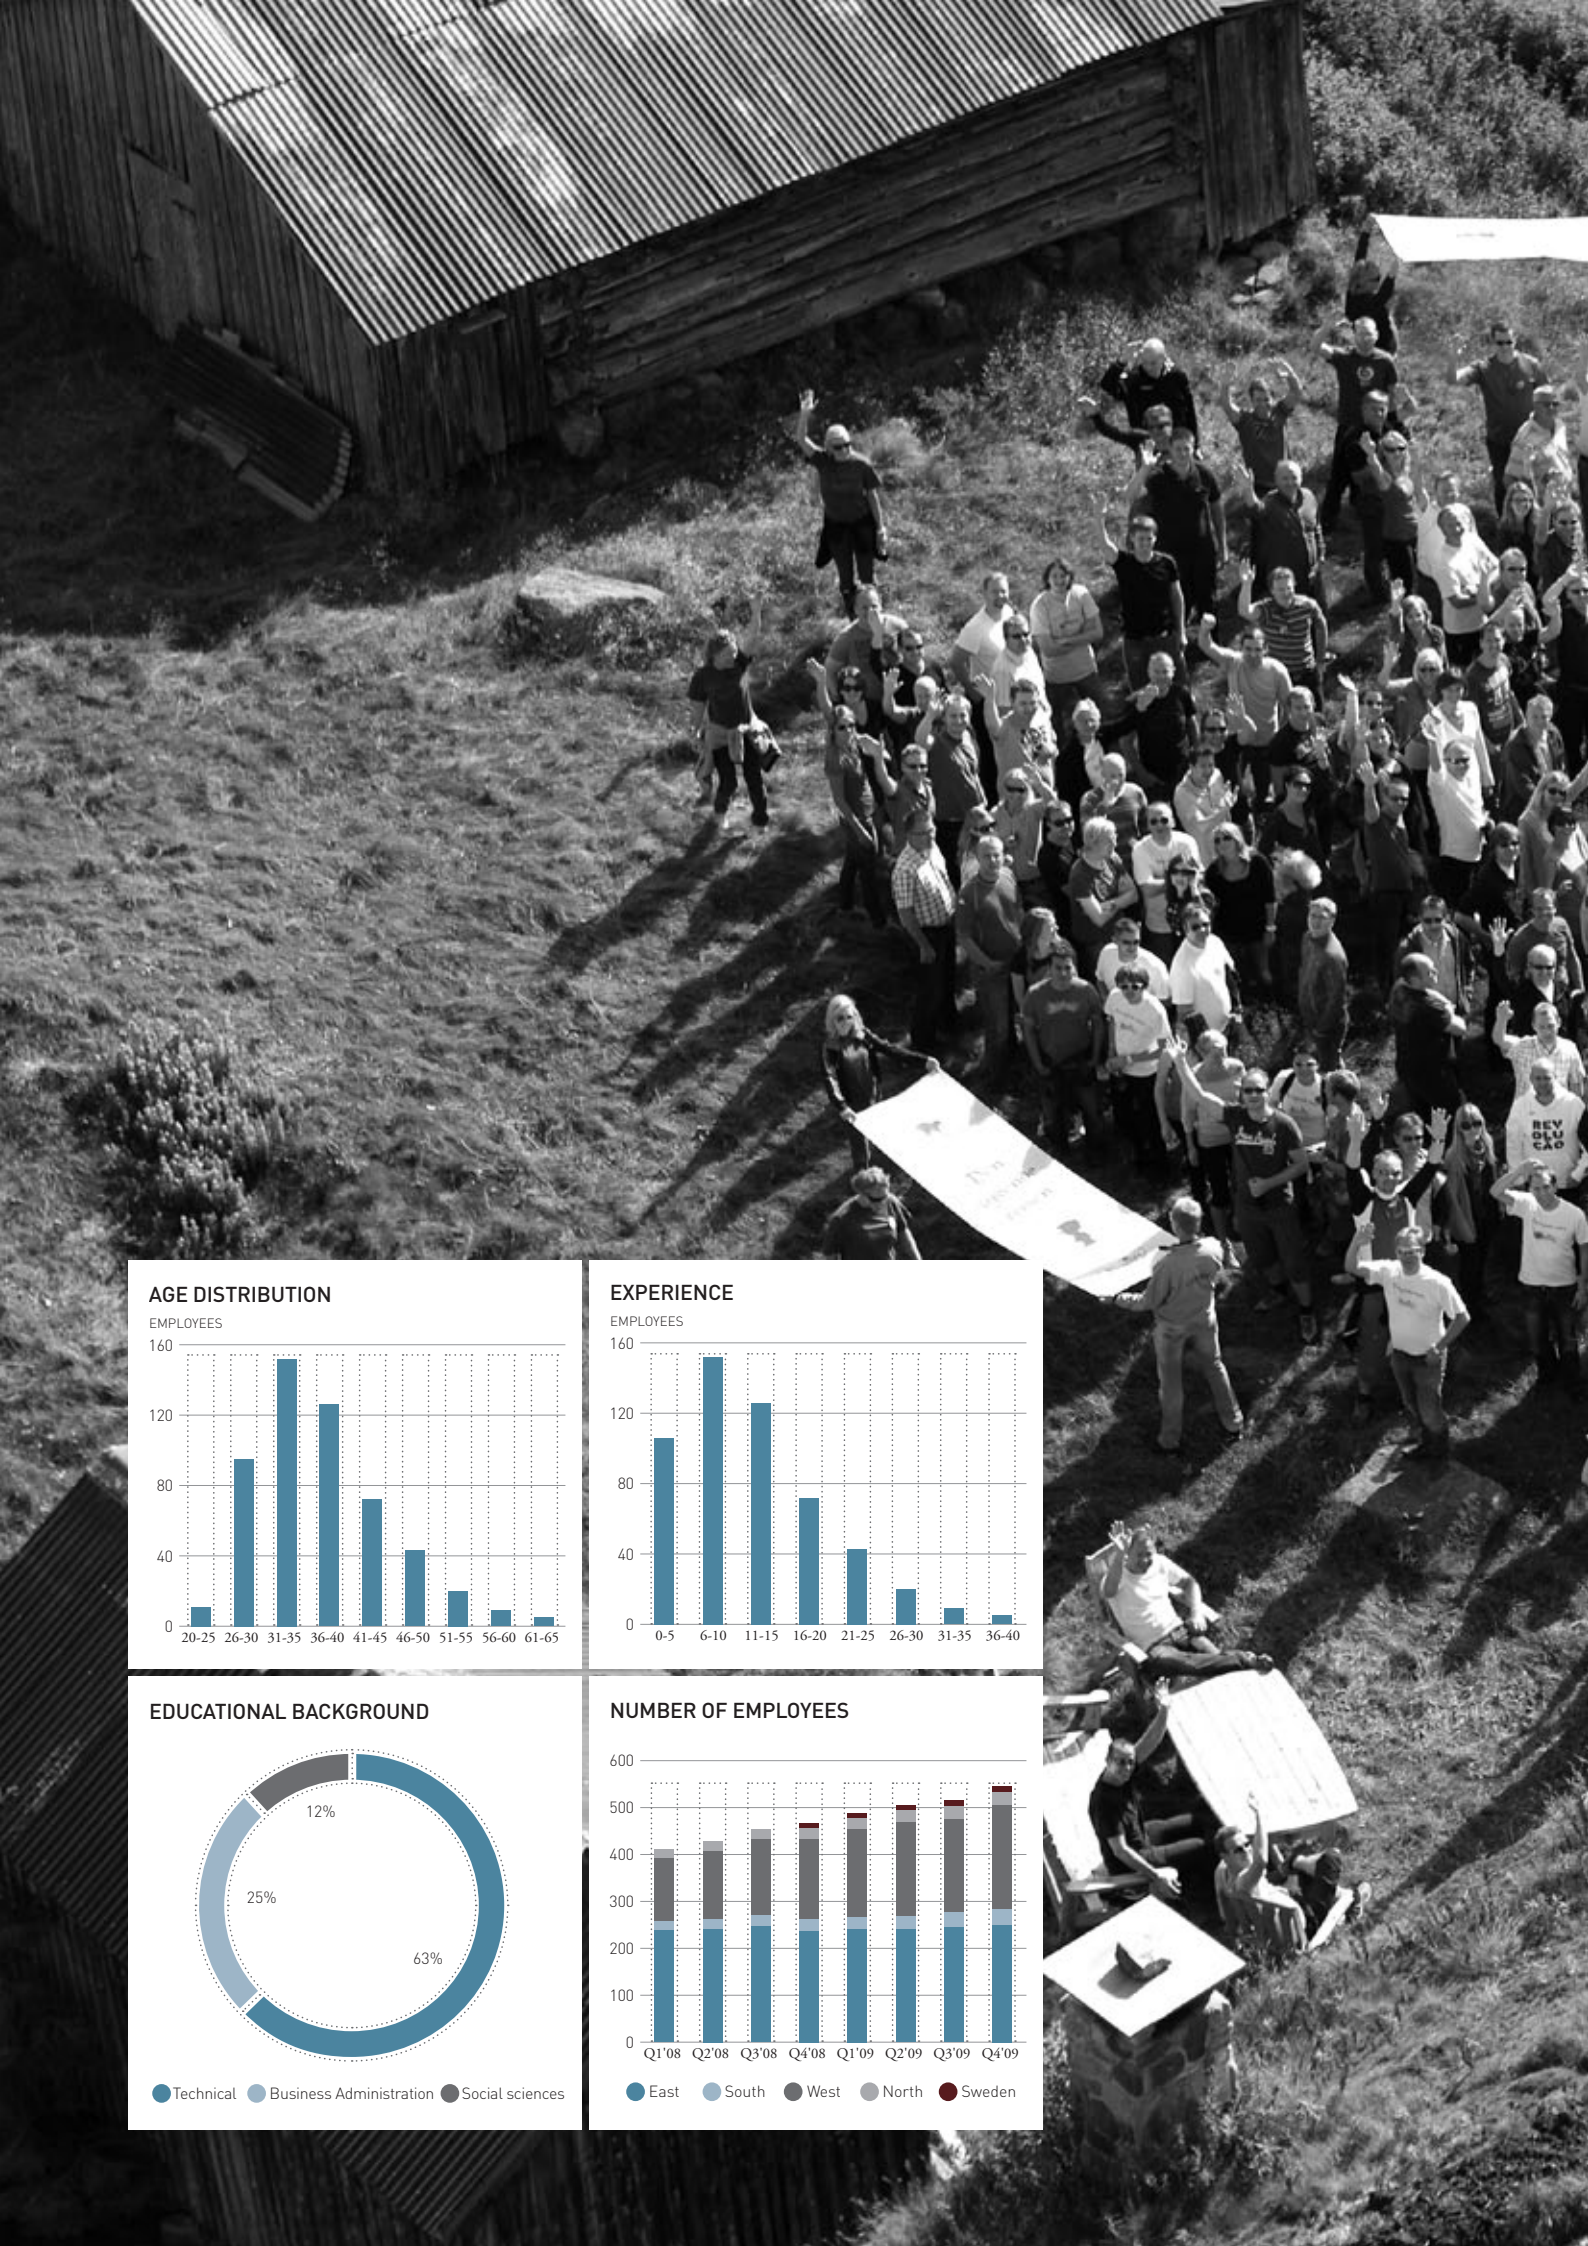 REV
OLU
CAO
AGE DISTRIBUTION
EMPLOYEES
160
120
80
40
0
20-25 26-30 31-35 36-40 41-45 46-50 51-55 56-60 61-65
EXPERIENCE
EMPLOYEES
160
120
80
40
0
0-5 6-10 11-15 16-20 21-25 26-30 31-35 36-40
EDUCATIONAL BACKGROUND
12%
25%
63%
Technical Business Administration Social sciences
NUMBER OF EMPLOYEES
600
500
400
300
200
100
0
Q1'08 Q2'08 Q3'08 Q4'08 Q1'09 Q2'09 Q3'09 Q4'09
East South West North Sweden